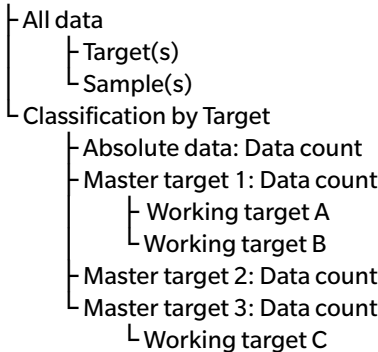 All data
Target(s)
Sample(s)
Classification by Target
Absolute data: Data count
Master target 1: Data count
Working target A
Working target B
Master target 2: Data count
Master target 3: Data count
Working target C